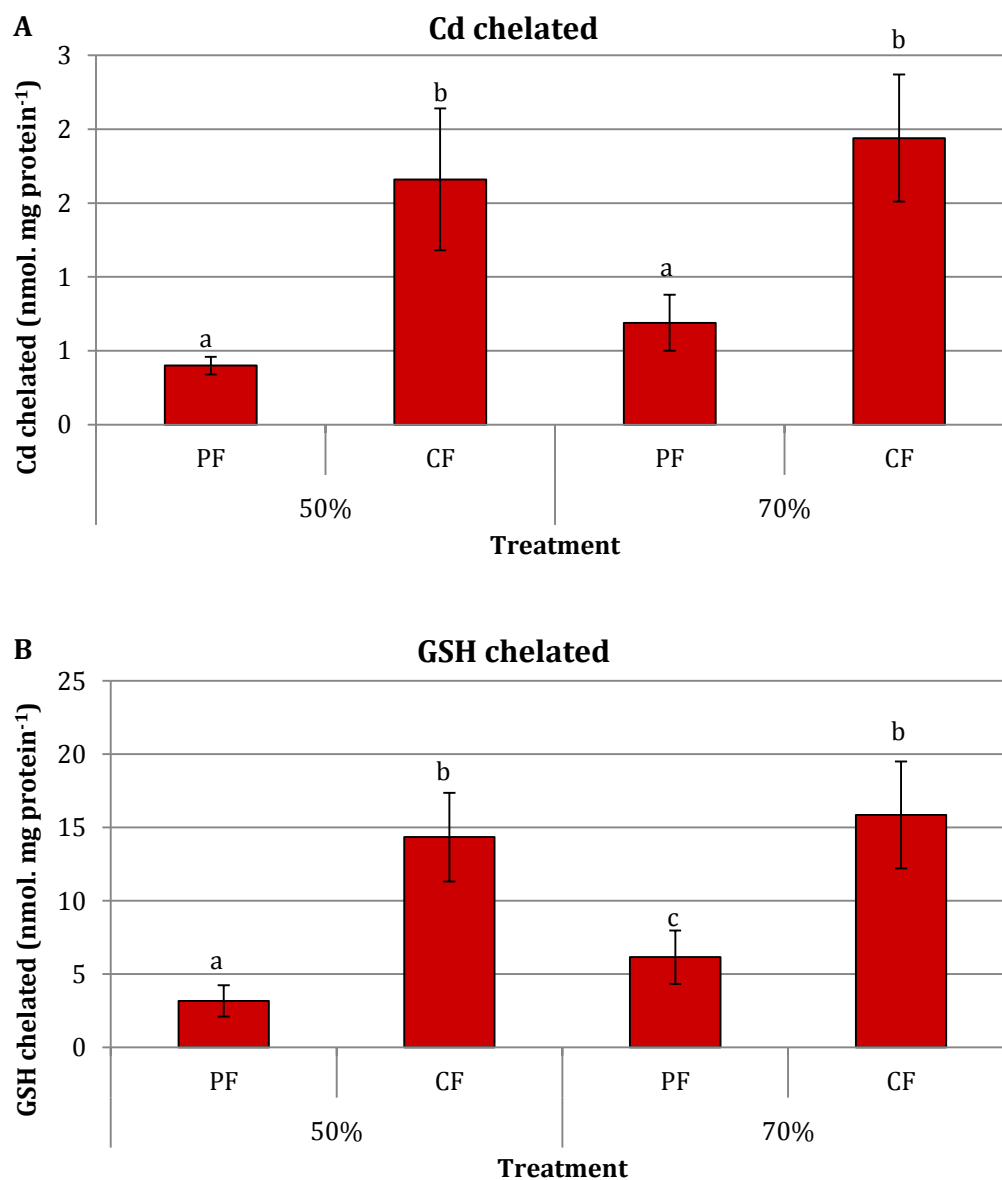 A
Cd chelated
Cd chelated (nmol. mg protein⁻¹)
3
2
2
1
1
0
a
b
a
b
PF CF PF CF
50% 70%
Treatment
B
GSH chelated
GSH chelated (nmol. mg protein⁻¹)
25
20
15
10
5
0
a
b
c
b
PF CF PF CF
50% 70%
Treatment